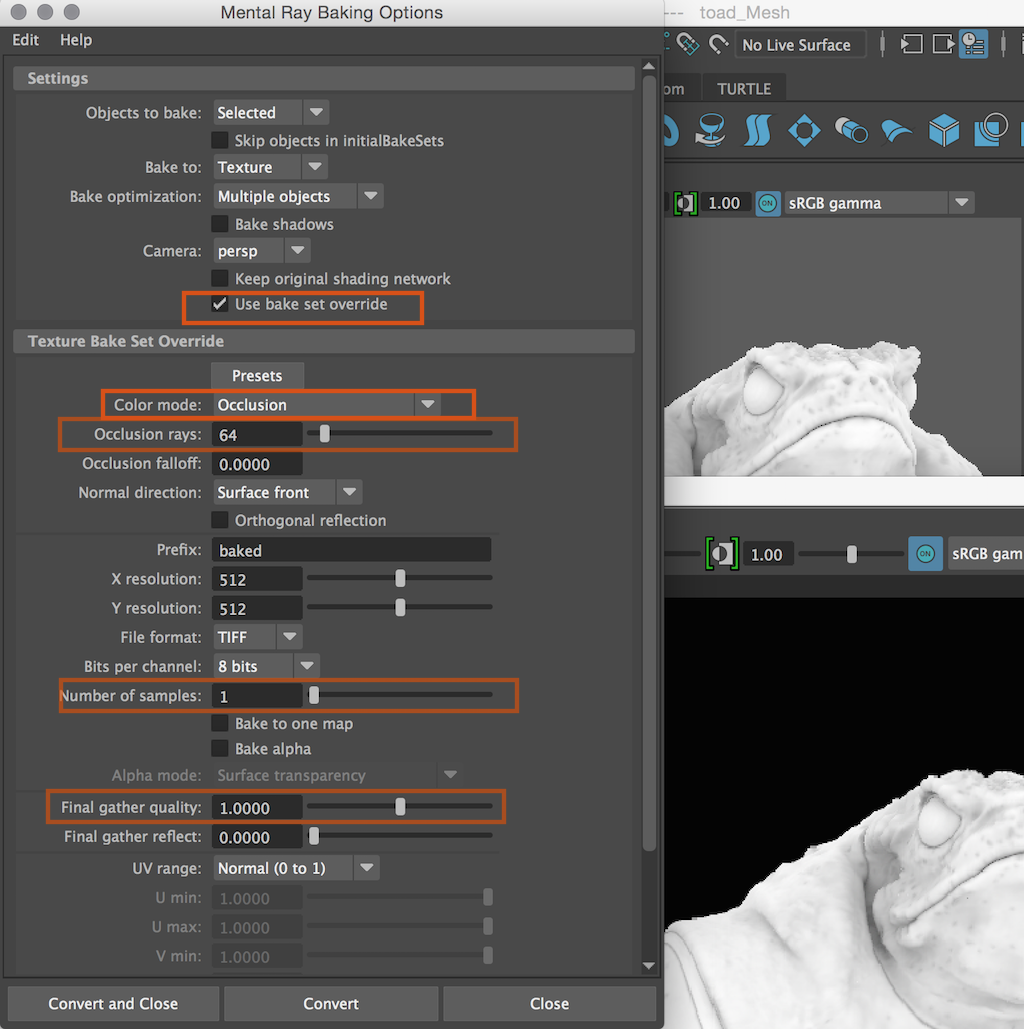 Mental Ray Baking Options
toad_Mesh
Edit Help
No Live Surface
Settings
om TURTLE
Objects to bake: Selected
Skip objects in initialBakeSets
Bake to: Texture
Bake optimization: Multiple objects
1.00 ON sRGB gamma
Bake shadows
Camera: persp
Keep original shading network
Use bake set override
Texture Bake Set Override
Presets
Color mode: Occlusion
Occlusion rays: 64
Occlusion falloff: 0.0000
Normal direction: Surface front
Orthogonal reflection
Prefix: baked
1.00 ON sRGB gam
X resolution: 512
Y resolution: 512
File format: TIFF
Bits per channel: 8 bits
Number of samples: 1
Bake to one map
Bake alpha
Alpha mode: Surface transparency
Final gather quality: 1.0000
Final gather reflect: 0.0000
UV range: Normal (0 to 1)
U min: 1.0000
U max: 1.0000
V min: 1.0000
Convert and Close Convert Close